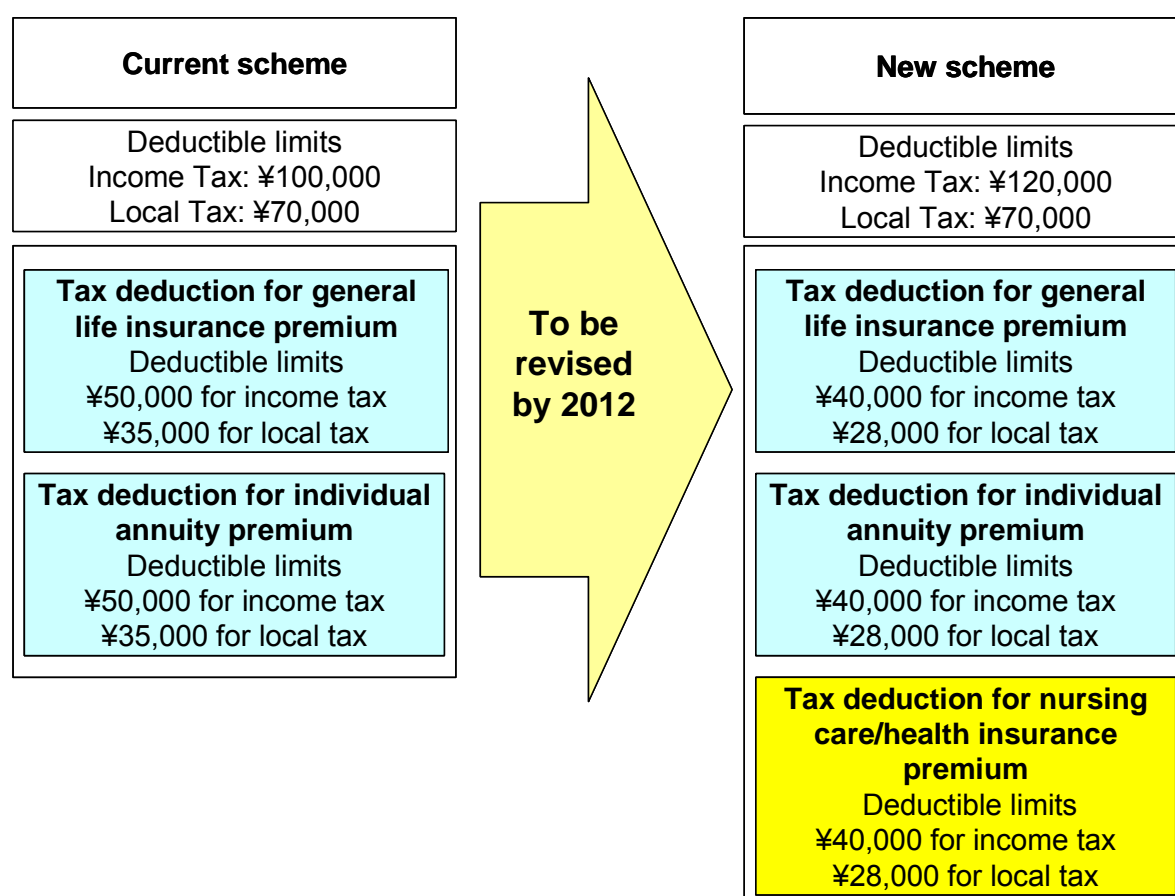 Current scheme
Deductible limits
Income Tax: ¥100,000
Local Tax: ¥70,000
Tax deduction for general
life insurance premium
Deductible limits
¥50,000 for income tax
¥35,000 for local tax
Tax deduction for individual
annuity premium
Deductible limits
¥50,000 for income tax
¥35,000 for local tax
To be
revised
by 2012
New scheme
Deductible limits
Income Tax: ¥120,000
Local Tax: ¥70,000
Tax deduction for general
life insurance premium
Deductible limits
¥40,000 for income tax
¥28,000 for local tax
Tax deduction for individual
annuity premium
Deductible limits
¥40,000 for income tax
¥28,000 for local tax
Tax deduction for nursing
care/health insurance
premium
Deductible limits
¥40,000 for income tax
¥28,000 for local tax